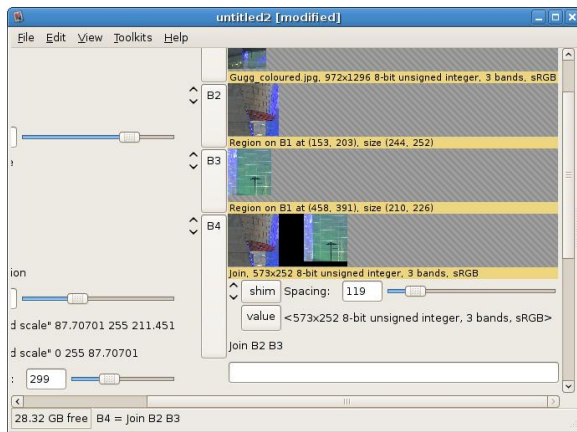 untitled2 [modified]
File Edit View Toolkits Help
Gugg_coloured.jpg, 972x1296 8-bit unsigned integer, 3 bands, sRGB
B2
Region on B1 at (153, 203), size (244, 252)
B3
Region on B1 at (458, 391), size (210, 226)
B4
Join, 573x252 8-bit unsigned integer, 3 bands, sRGB
shim Spacing: 119
value <573x252 8-bit unsigned integer, 3 bands, sRGB>
Join B2 B3
ion
d scale" 87.70701 255 211.451
d scale" 0 255 87.70701
: 299
28.32 GB free B4 = Join B2 B3